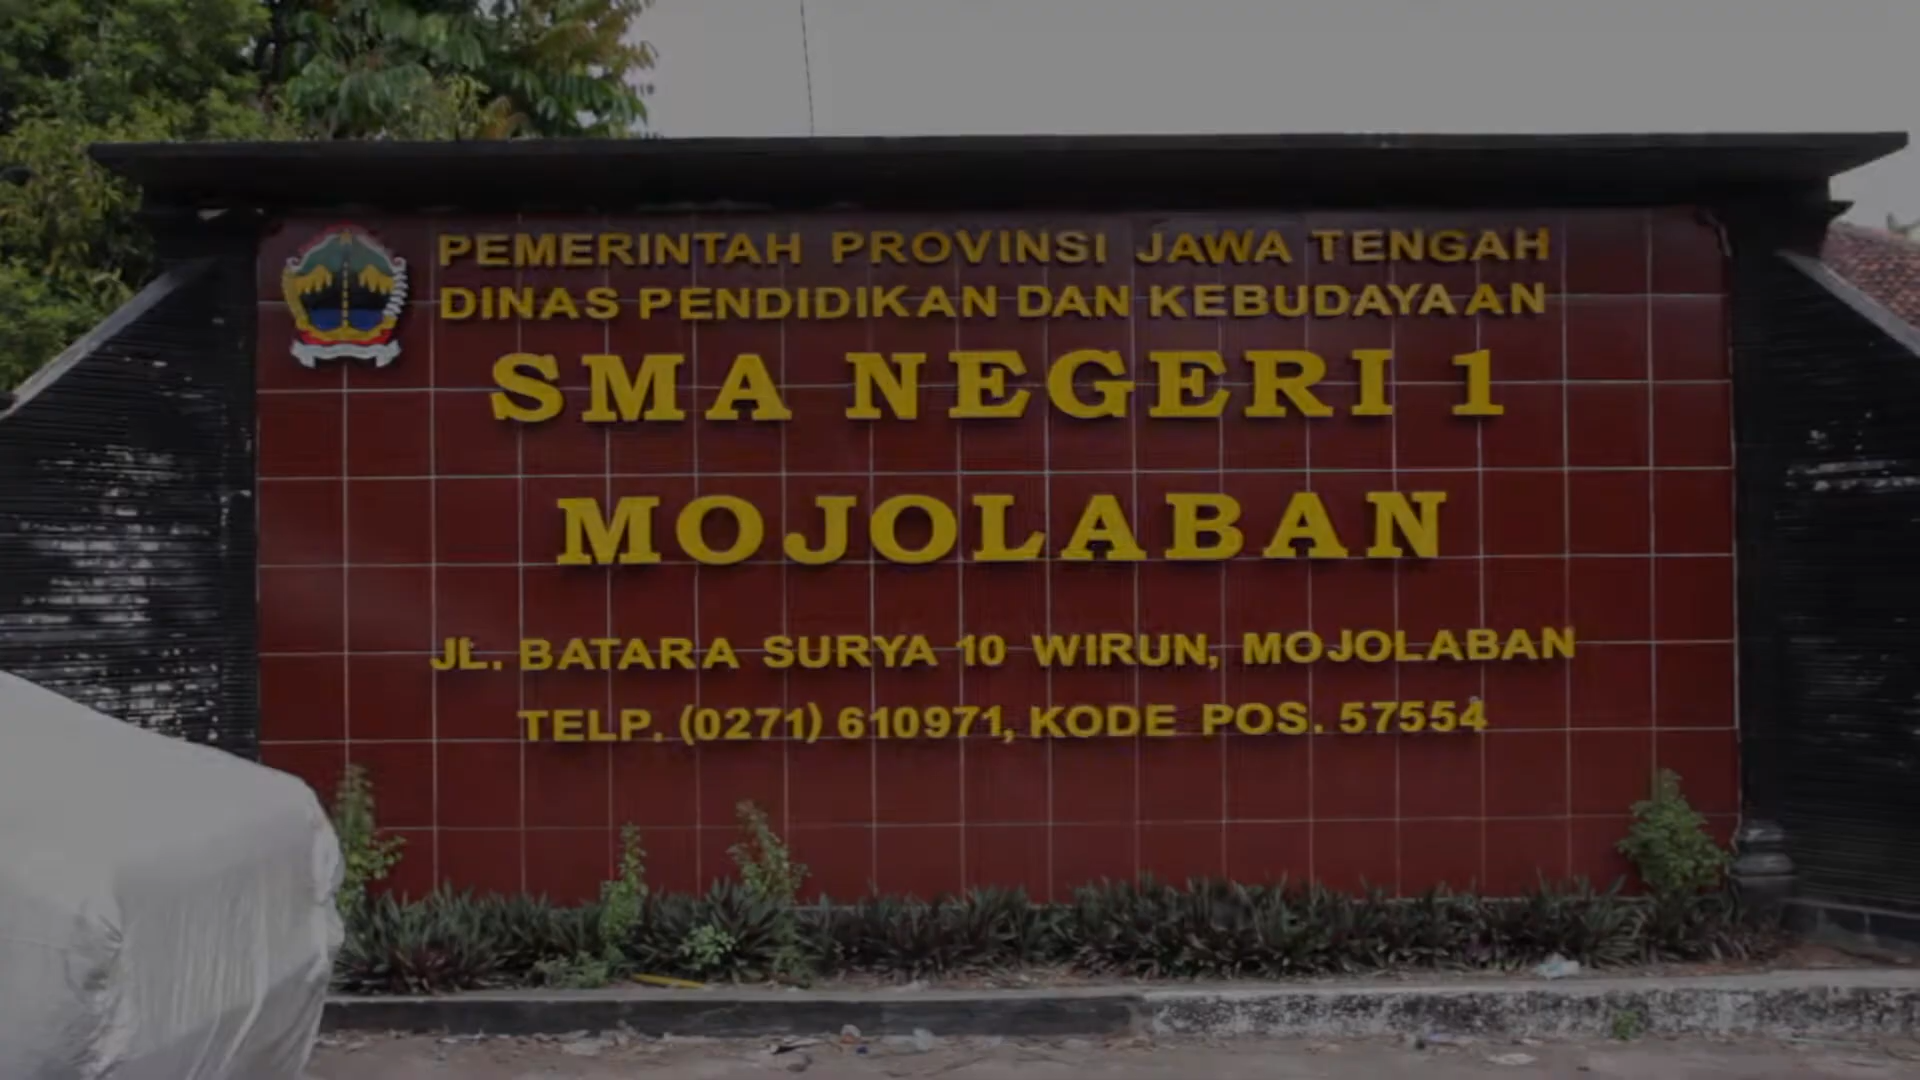 PEMERINTAH PROVINSI JAWA TENGAH
DINAS PENDIDIKAN DAN KEBUDAYAAN
SMA NEGERI 1
MOJOLABAN
JL. BATARA SURYA 10 WIRUN, MOJOLABAN
TELP. (0271) 610971, KODE POS. 57554